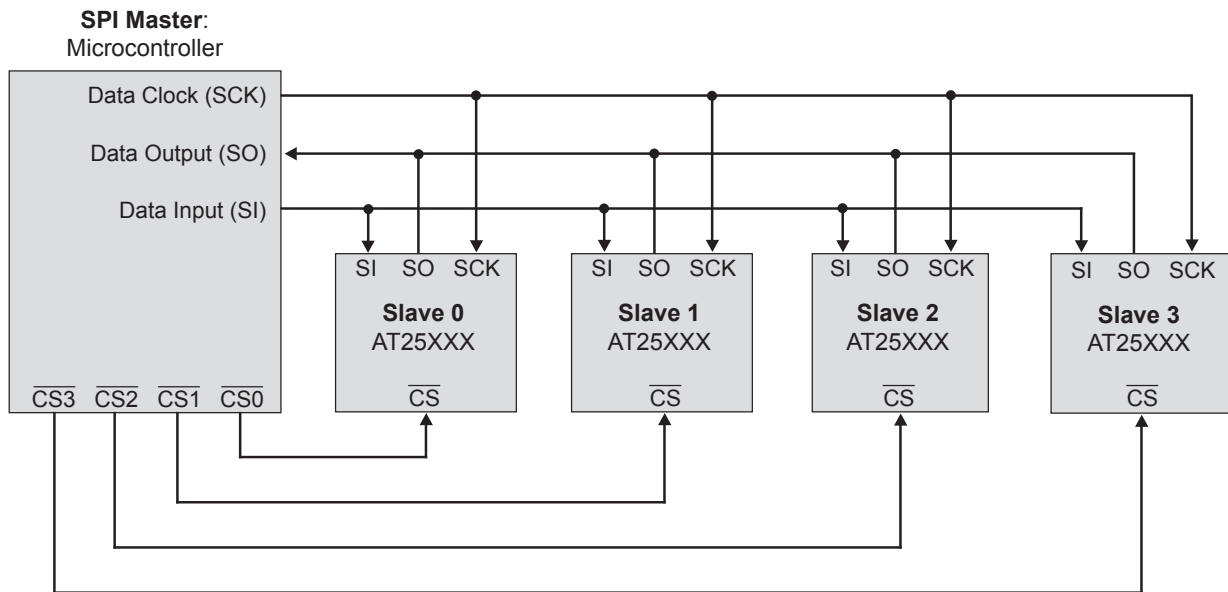 SPI Master:
Microcontroller
Data Clock (SCK)
Data Output (SO)
Data Input (SI)
CS3 CS2 CS1 CS0
SI SO SCK
Slave 0
AT25XXX
CS
SI SO SCK
Slave 1
AT25XXX
CS
SI SO SCK
Slave 2
AT25XXX
CS
SI SO SCK
Slave 3
AT25XXX
CS